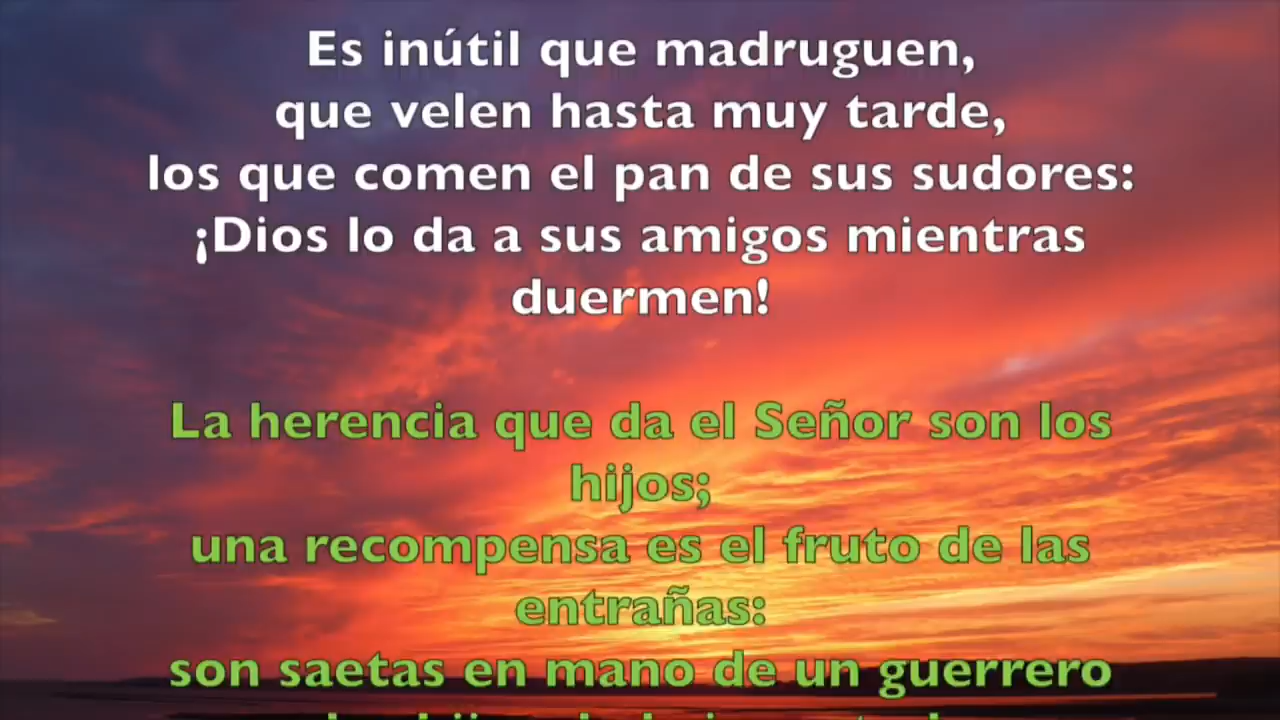 Es inútil que madruguen,
que velen hasta muy tarde,
los que comen el pan de sus sudores:
¡Dios lo da a sus amigos mientras
duermen!
La herencia que da el Señor son los
hijos;
una recompensa es el fruto de las
entrañas:
son saetas en mano de un guerrero